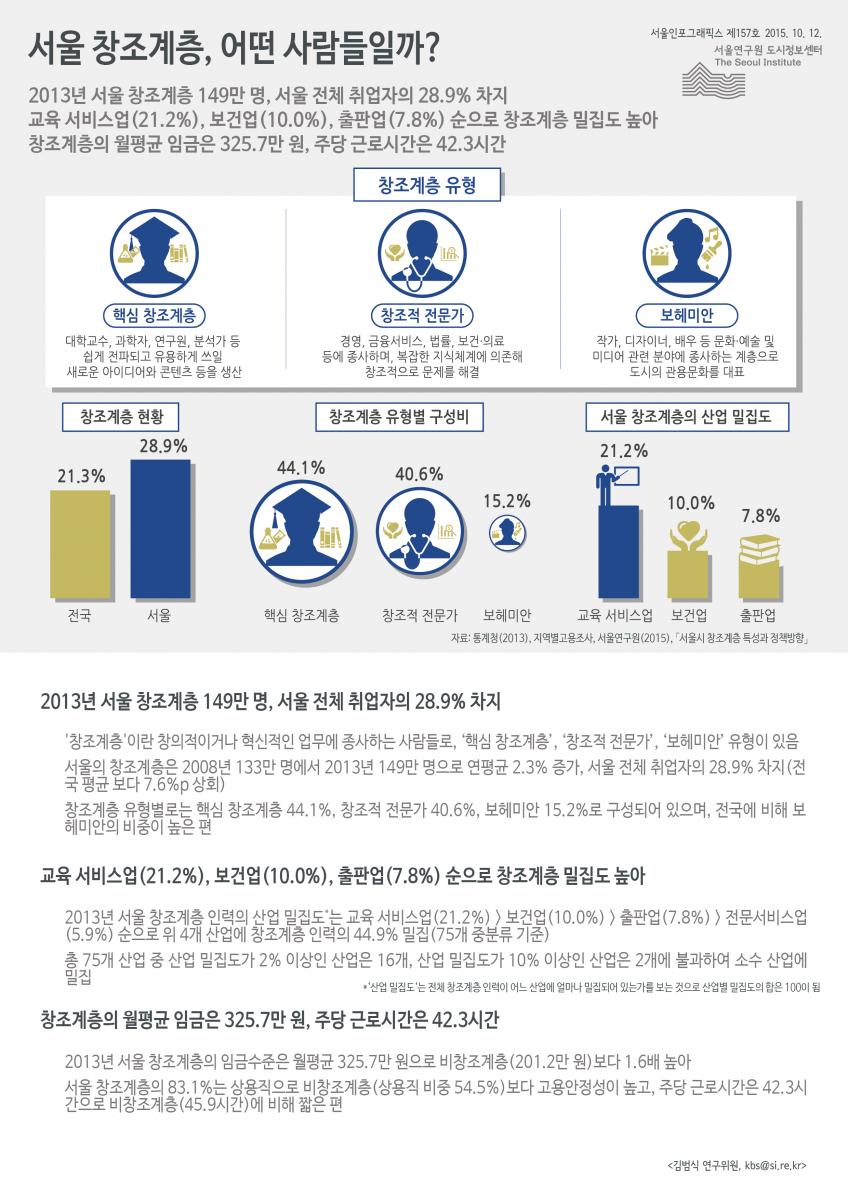 서울 창조계층, 어떤 사람들일까?
서울인포그래픽스 제157호 2015. 10. 12.
서울연구원 도시정보센터
The Seoul Institute
2013년 서울 창조계층 149만 명, 서울 전체 취업자의 28.9% 차지
교육 서비스업(21.2%), 보건업(10.0%), 출판업(7.8%) 순으로 창조계층 밀집도 높아
창조계층의 월평균 임금은 325.7만 원, 주당 근로시간은 42.3시간
창조계층 유형
핵심 창조계층
대학교수, 과학자, 연구원, 분석가 등
쉽게 전파되고 유용하게 쓰일
새로운 아이디어와 콘텐츠 등을 생산
창조적 전문가
경영, 금융서비스, 법률, 보건·의료
등에 종사하며, 복잡한 지식체계에 의존해
창조적으로 문제를 해결
보헤미안
작가, 디자이너, 배우 등 문화·예술 및
미디어 관련 분야에 종사하는 계층으로
도시의 관용문화를 대표
창조계층 현황
21.3%
28.9%
전국
서울
창조계층 유형별 구성비
44.1%
40.6%
15.2%
핵심 창조계층
창조적 전문가
보헤미안
서울 창조계층의 산업 밀집도
21.2%
10.0%
7.8%
교육 서비스업
보건업
출판업
자료: 통계청(2013), 지역별고용조사, 서울연구원(2015), 「서울시 창조계층 특성과 정책방향」
2013년 서울 창조계층 149만 명, 서울 전체 취업자의 28.9% 차지
'창조계층'이란 창의적이거나 혁신적인 업무에 종사하는 사람들로, ‘핵심 창조계층’, ‘창조적 전문가’, ‘보헤미안’ 유형이 있음
서울의 창조계층은 2008년 133만 명에서 2013년 149만 명으로 연평균 2.3% 증가, 서울 전체 취업자의 28.9% 차지(전
국 평균 보다 7.6%p 상회)
창조계층 유형별로는 핵심 창조계층 44.1%, 창조적 전문가 40.6%, 보헤미안 15.2%로 구성되어 있으며, 전국에 비해 보
헤미안의 비중이 높은 편
교육 서비스업(21.2%), 보건업(10.0%), 출판업(7.8%) 순으로 창조계층 밀집도 높아
2013년 서울 창조계층 인력의 산업 밀집도*는 교육 서비스업(21.2%) > 보건업(10.0%) > 출판업(7.8%) > 전문서비스업
(5.9%) 순으로 위 4개 산업에 창조계층 인력의 44.9% 밀집(75개 중분류 기준)
총 75개 산업 중 산업 밀집도가 2% 이상인 산업은 16개, 산업 밀집도가 10% 이상인 산업은 2개에 불과하여 소수 산업에
밀집
*‘산업 밀집도’는 전체 창조계층 인력이 어느 산업에 얼마나 밀집되어 있는가를 보는 것으로 산업별 밀집도의 합은 100이 됨
창조계층의 월평균 임금은 325.7만 원, 주당 근로시간은 42.3시간
2013년 서울 창조계층의 임금수준은 월평균 325.7만 원으로 비창조계층(201.2만 원)보다 1.6배 높아
서울 창조계층의 83.1%는 상용직으로 비창조계층(상용직 비중 54.5%)보다 고용안정성이 높고, 주당 근로시간은 42.3시
간으로 비창조계층(45.9시간)에 비해 짧은 편
<김범식 연구위원, kbs@si.re.kr>